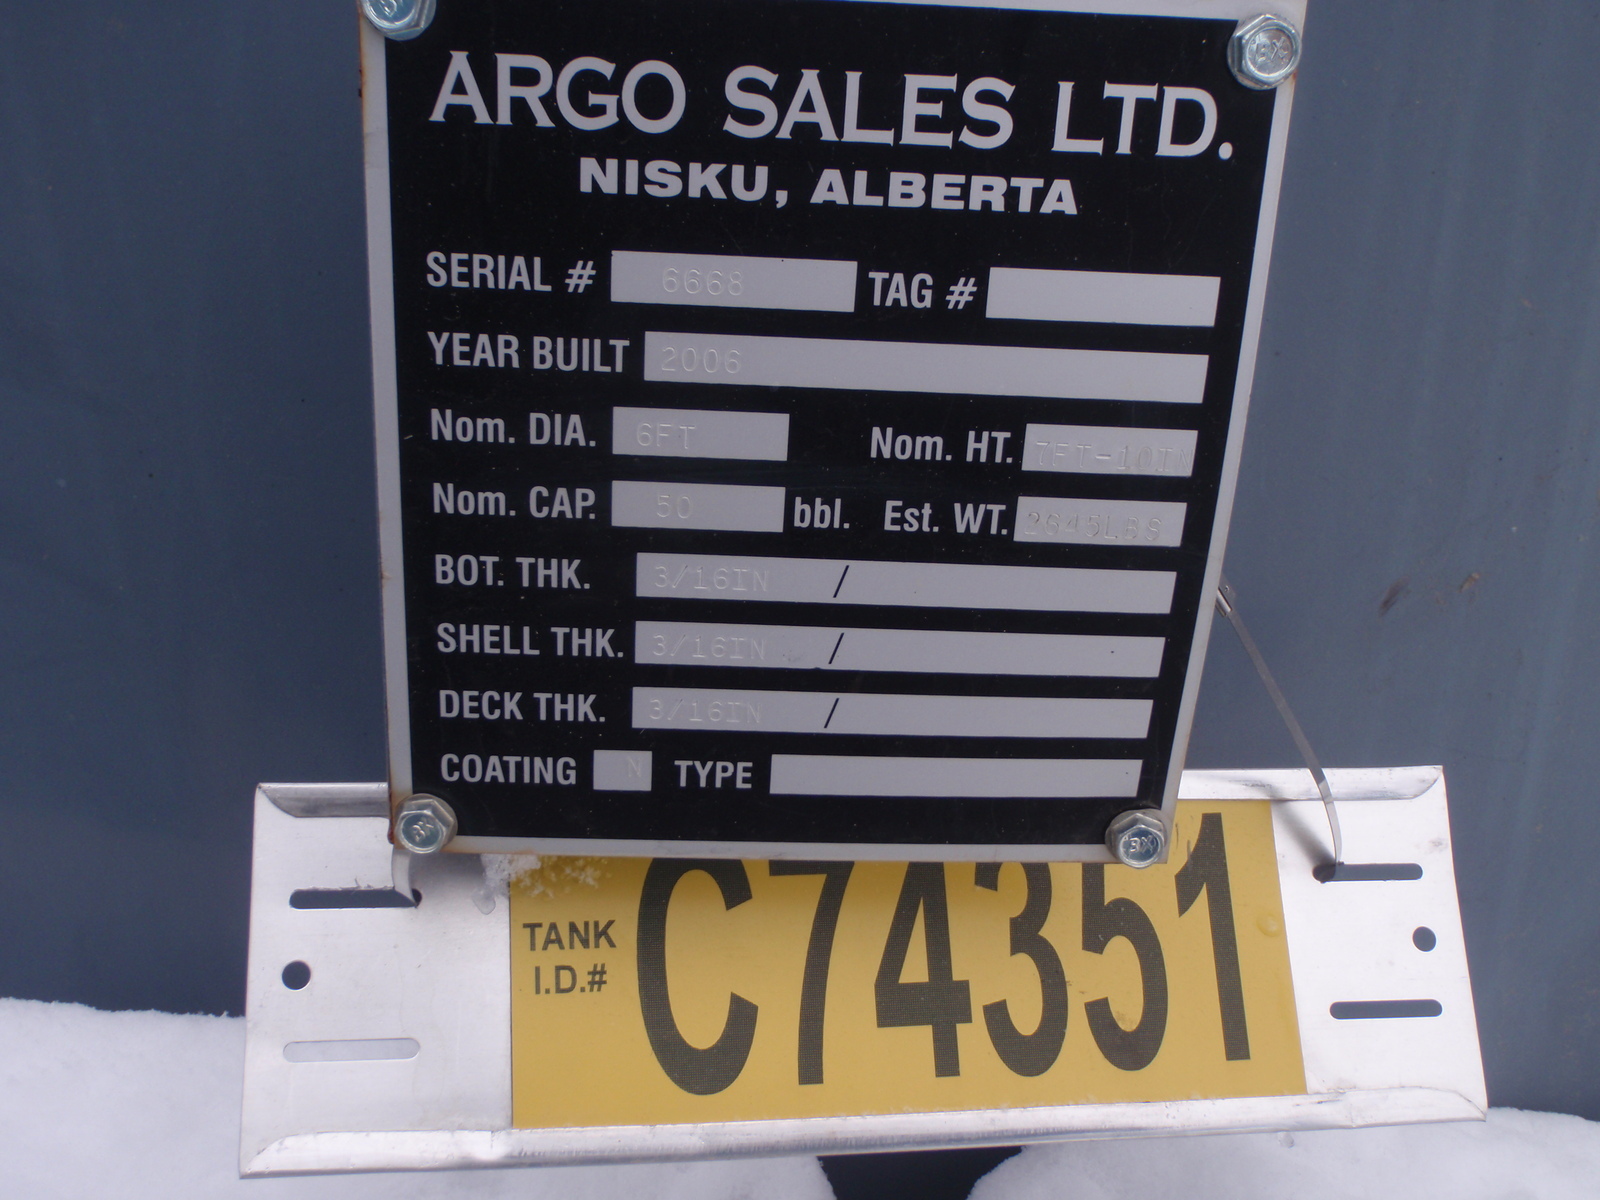 ARGO SALES LTD.
NISKU, ALBERTA
SERIAL # 6668 TAG #
YEAR BUILT 2006
Nom. DIA. 6FT Nom. HT. 7FT-10IN
Nom. CAP. 50 bbl. Est. WT. 2645LBS
BOT. THK. 3/16IN /
SHELL THK. 3/16IN /
DECK THK. 3/16IN /
COATING N TYPE
TANK
I.D.#
C74351